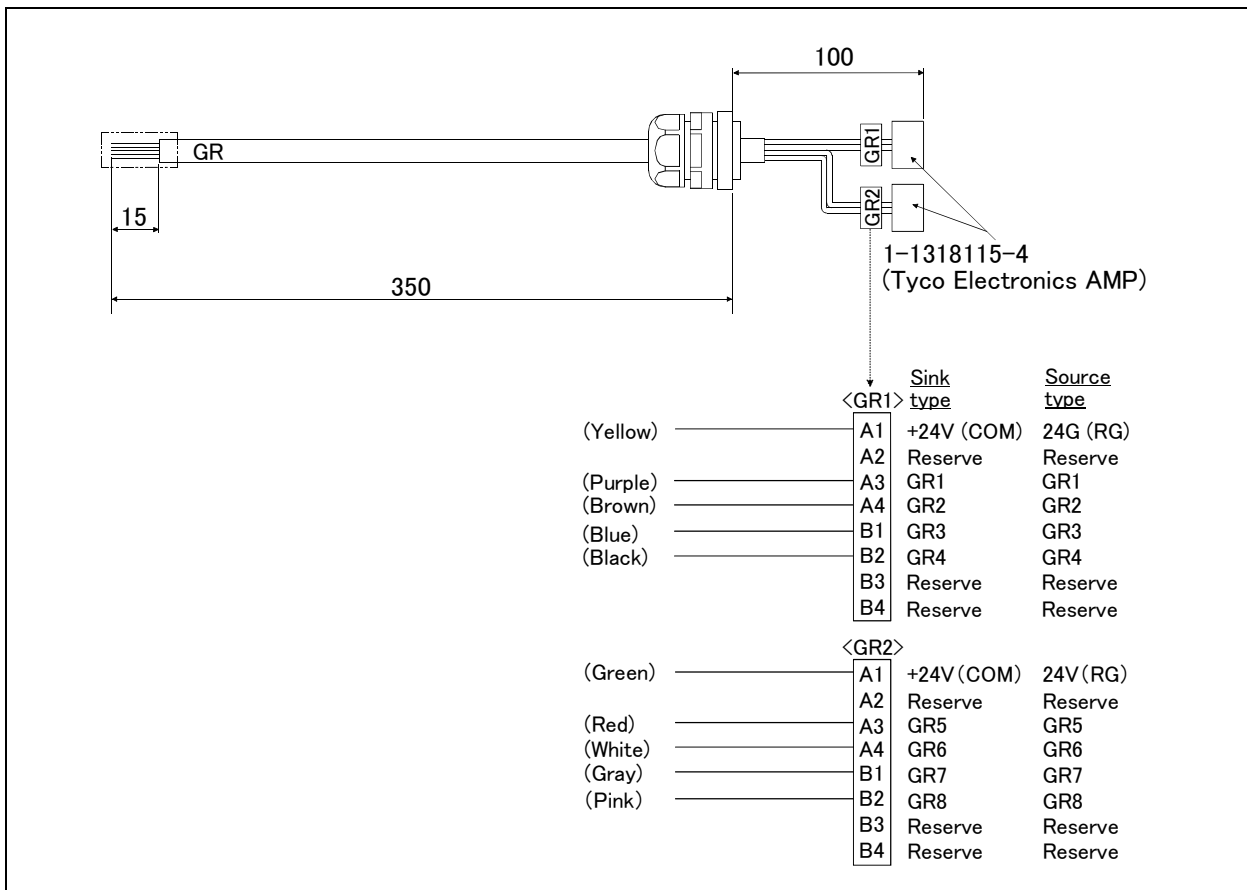 100
GR
GR1
GR2
15
350
1-1318115-4
(Tyco Electronics AMP)
Sink type
Source type
<GR1>
(Yellow) A1 +24V (COM) 24G (RG)
A2 Reserve Reserve
(Purple) A3 GR1 GR1
(Brown) A4 GR2 GR2
(Blue) B1 GR3 GR3
(Black) B2 GR4 GR4
B3 Reserve Reserve
B4 Reserve Reserve
<GR2>
(Green) A1 +24V(COM) 24V(RG)
A2 Reserve Reserve
(Red) A3 GR5 GR5
(White) A4 GR6 GR6
(Gray) B1 GR7 GR7
(Pink) B2 GR8 GR8
B3 Reserve Reserve
B4 Reserve Reserve